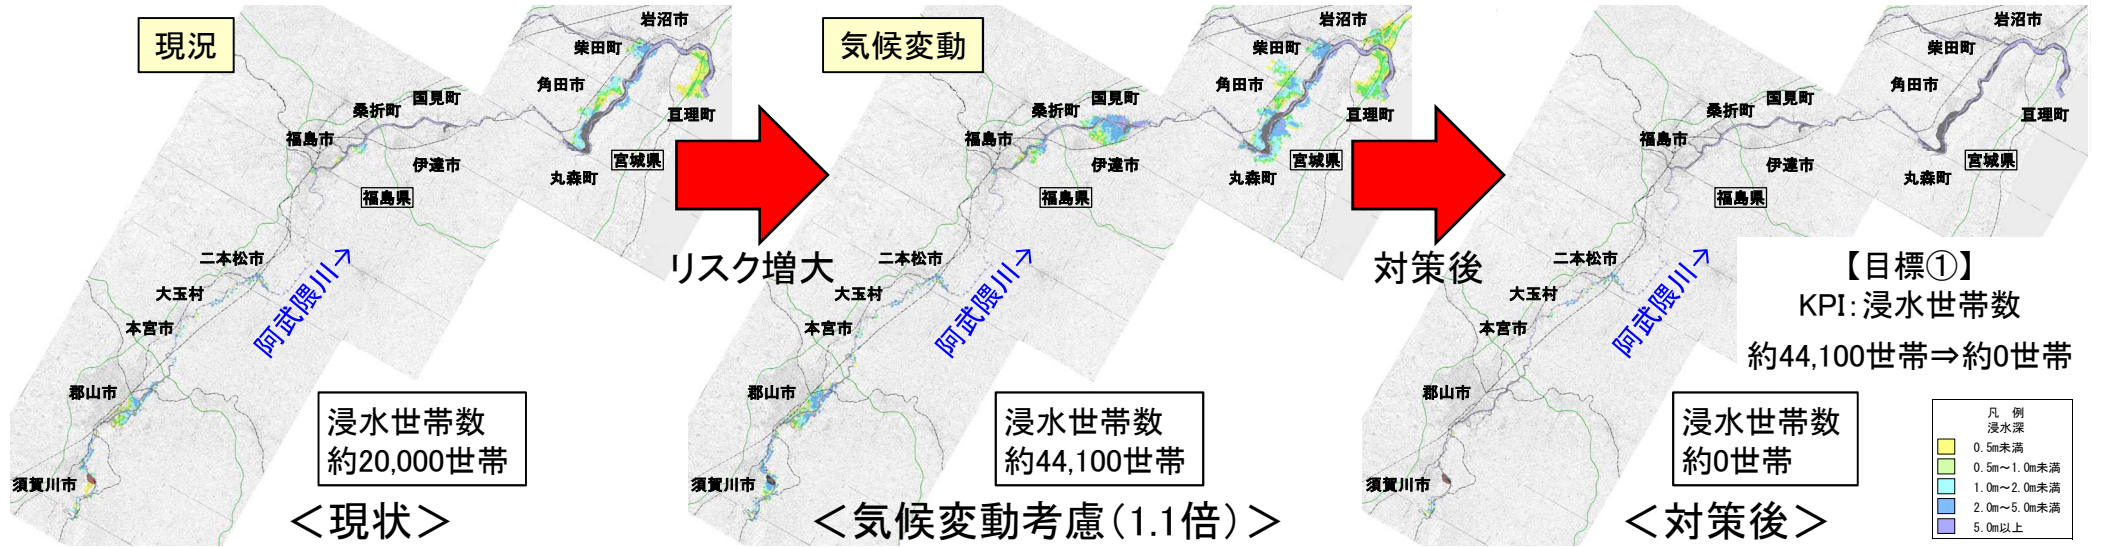 現況
岩沼市
柴田町
角田市
国見町
桑折町
亘理町
福島市
伊達市
宮城県
丸森町
福島県
二本松市
大玉村
阿武隈川→
本宮市
郡山市
須賀川市
浸水世帯数
約20,000世帯
＜現状＞
リスク増大
気候変動
岩沼市
柴田町
角田市
国見町
桑折町
亘理町
福島市
伊達市
宮城県
丸森町
福島県
二本松市
大玉村
阿武隈川→
本宮市
郡山市
須賀川市
浸水世帯数
約44,100世帯
＜気候変動考慮（1.1倍）＞
対策後
岩沼市
柴田町
角田市
国見町
桑折町
亘理町
福島市
伊達市
宮城県
丸森町
福島県
二本松市
大玉村
阿武隈川→
本宮市
郡山市
須賀川市
【目標①】
KPI：浸水世帯数
約44,100世帯⇒約0世帯
浸水世帯数
約0世帯
＜対策後＞
凡 例
浸水深
0.5m未満
0.5m～1.0m未満
1.0m～2.0m未満
2.0m～5.0m未満
5.0m以上